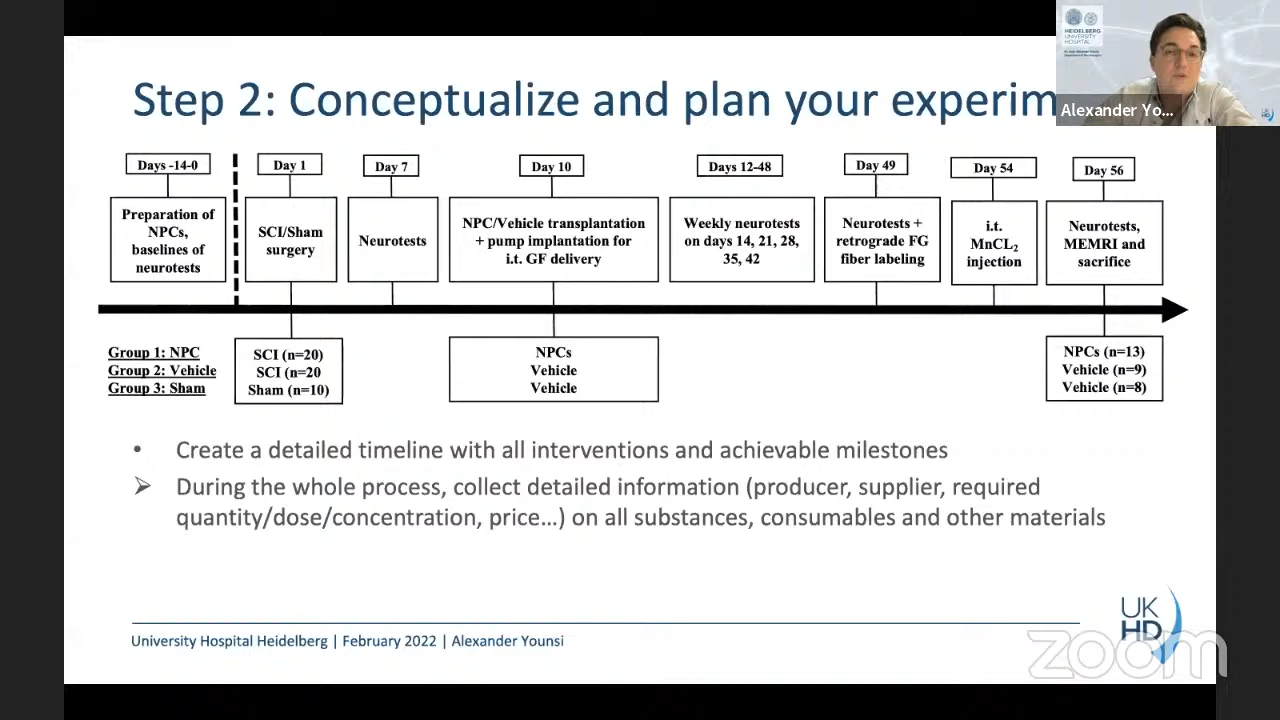 Step 2: Conceptualize and plan your experim
HEIDELBERG
UNIVERSITY
HOSPITAL
Alexander Yo...
Days -14-0
Day 1
Day 7
Day 10
Days 12-48
Day 49
Day 54
Day 56
Preparation of
NPCs,
baselines of
neurotests
SCI/Sham
surgery
Neurotests
NPC/Vehicle transplantation
+ pump implantation for
i.t. GF delivery
Weekly neurotests
on days 14, 21, 28,
35, 42
Neurotests +
retrograde FG
fiber labeling
i.t.
MnCL2
injection
Neurotests,
MEMRI and
sacrifice
Group 1: NPC
Group 2: Vehicle
Group 3: Sham
SCI (n=20)
SCI (n=20
Sham (n=10)
NPCs
Vehicle
Vehicle
NPCs (n=13)
Vehicle (n=9)
Vehicle (n=8)
• Create a detailed timeline with all interventions and achievable milestones
➢ During the whole process, collect detailed information (producer, supplier, required
quantity/dose/concentration, price…) on all substances, consumables and other materials
University Hospital Heidelberg | February 2022 | Alexander Younsi
UK
HD
zoom